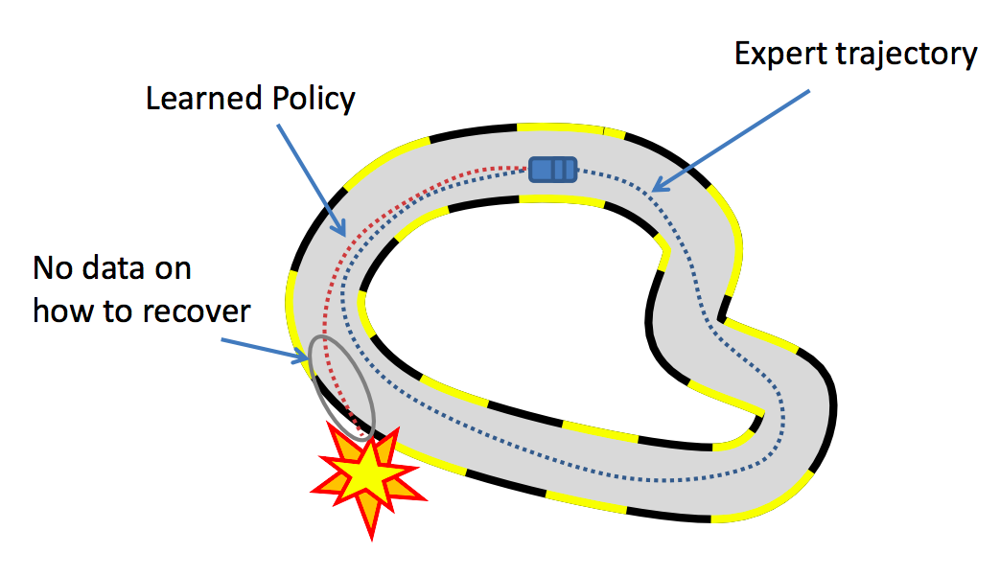 Expert trajectory
Learned Policy
No data on
how to recover